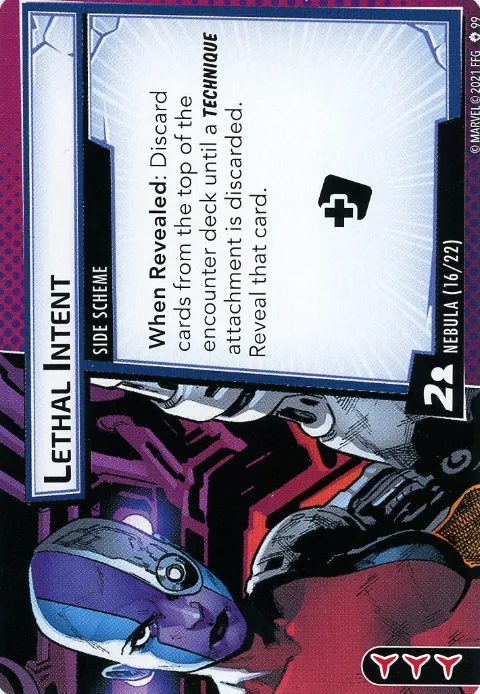 LETHAL INTENT
SIDE SCHEME
When Revealed: Discard
cards from the top of the
encounter deck until a TECHNIQUE
attachment is discarded.
Reveal that card.
2
NEBULA (16/22)
© MARVEL © 2021 FFG 99